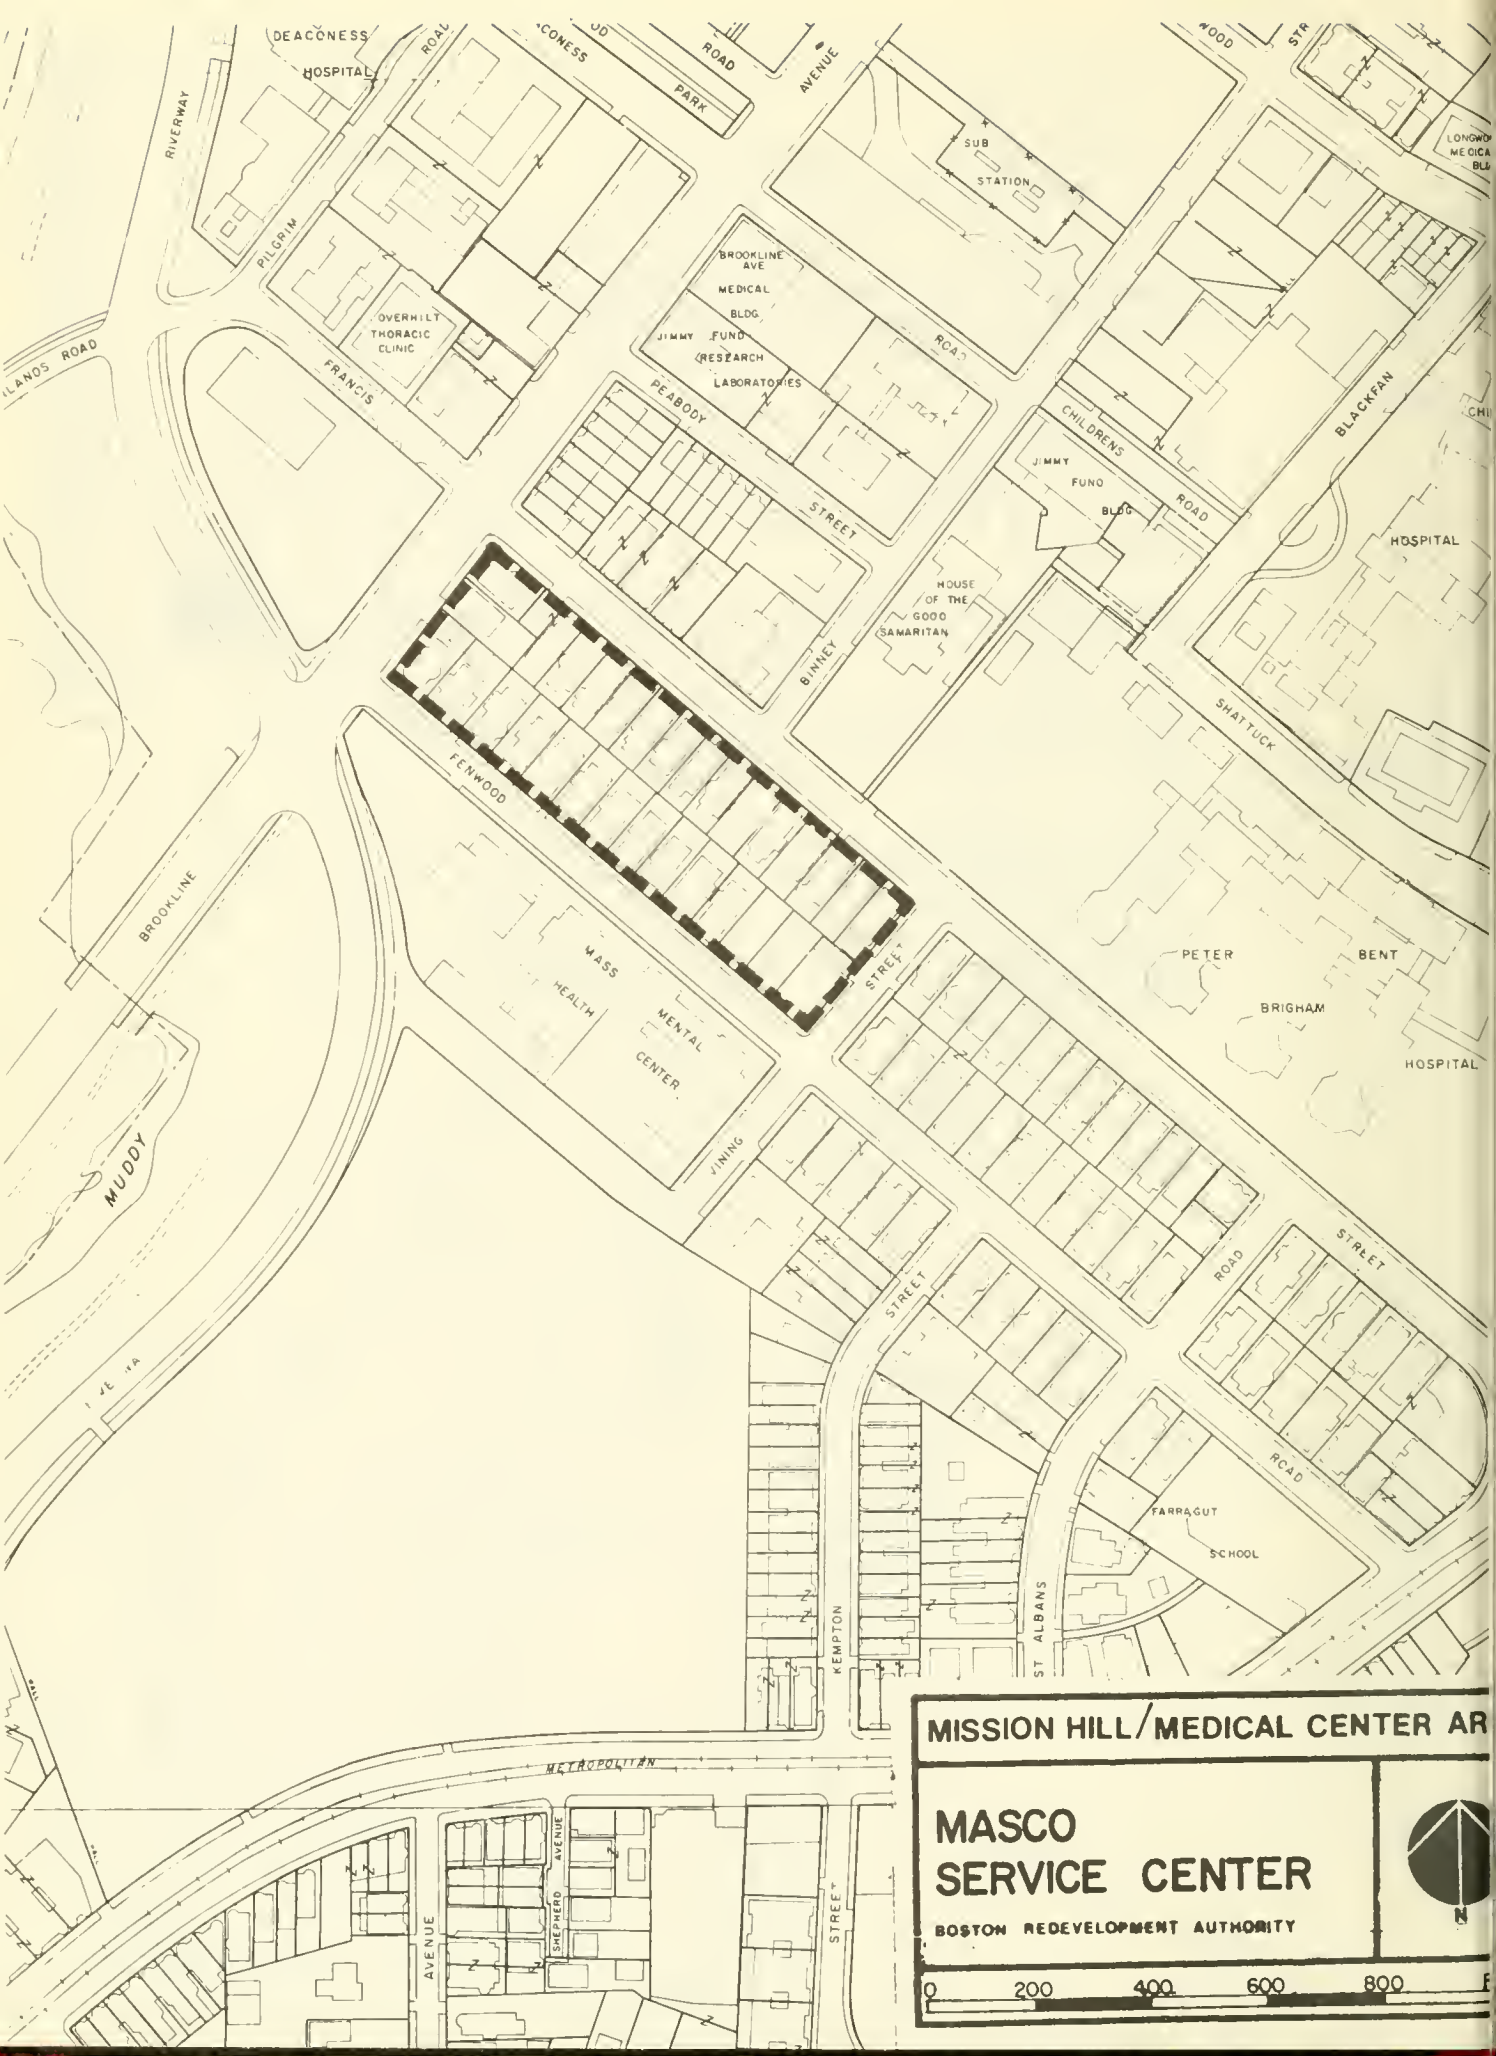 DEACONESS
HOSPITAL
ROAD
ROAD
PARK
AVENUE
RIVERWAY
SUB
STATION
PILGRIM
BROOKLINE
AVE
MEDICAL
BLDG
JIMMY FUND
RESEARCH
LABORATORIES
OVERHILT
THORACIC
CLINIC
FRANCIS
ROAD
PEABODY
STREET
CHILDRENS
ROAD
JIMMY
FUND
BLDG
BLACKFAN
HOSPITAL
HOUSE
OF THE
GOOD
SAMARITAN
BINNEY
SHATTUCK
FENWOOD
BROOKLINE
MASS
HEALTH
MENTAL
CENTER
STREET
PETER
BENT
BRIGHAM
HOSPITAL
MUDDY
VINING
STREET
ROAD
STREET
ROAD
FARRAGUT
SCHOOL
KEMPTON
ST ALBANS
METROPOLITAN
AVENUE
SHEPHERD
AVENUE
STREET
MISSION HILL/MEDICAL CENTER AR
MASCO
SERVICE CENTER
BOSTON REDEVELOPMENT AUTHORITY
N
0 200 400 600 800